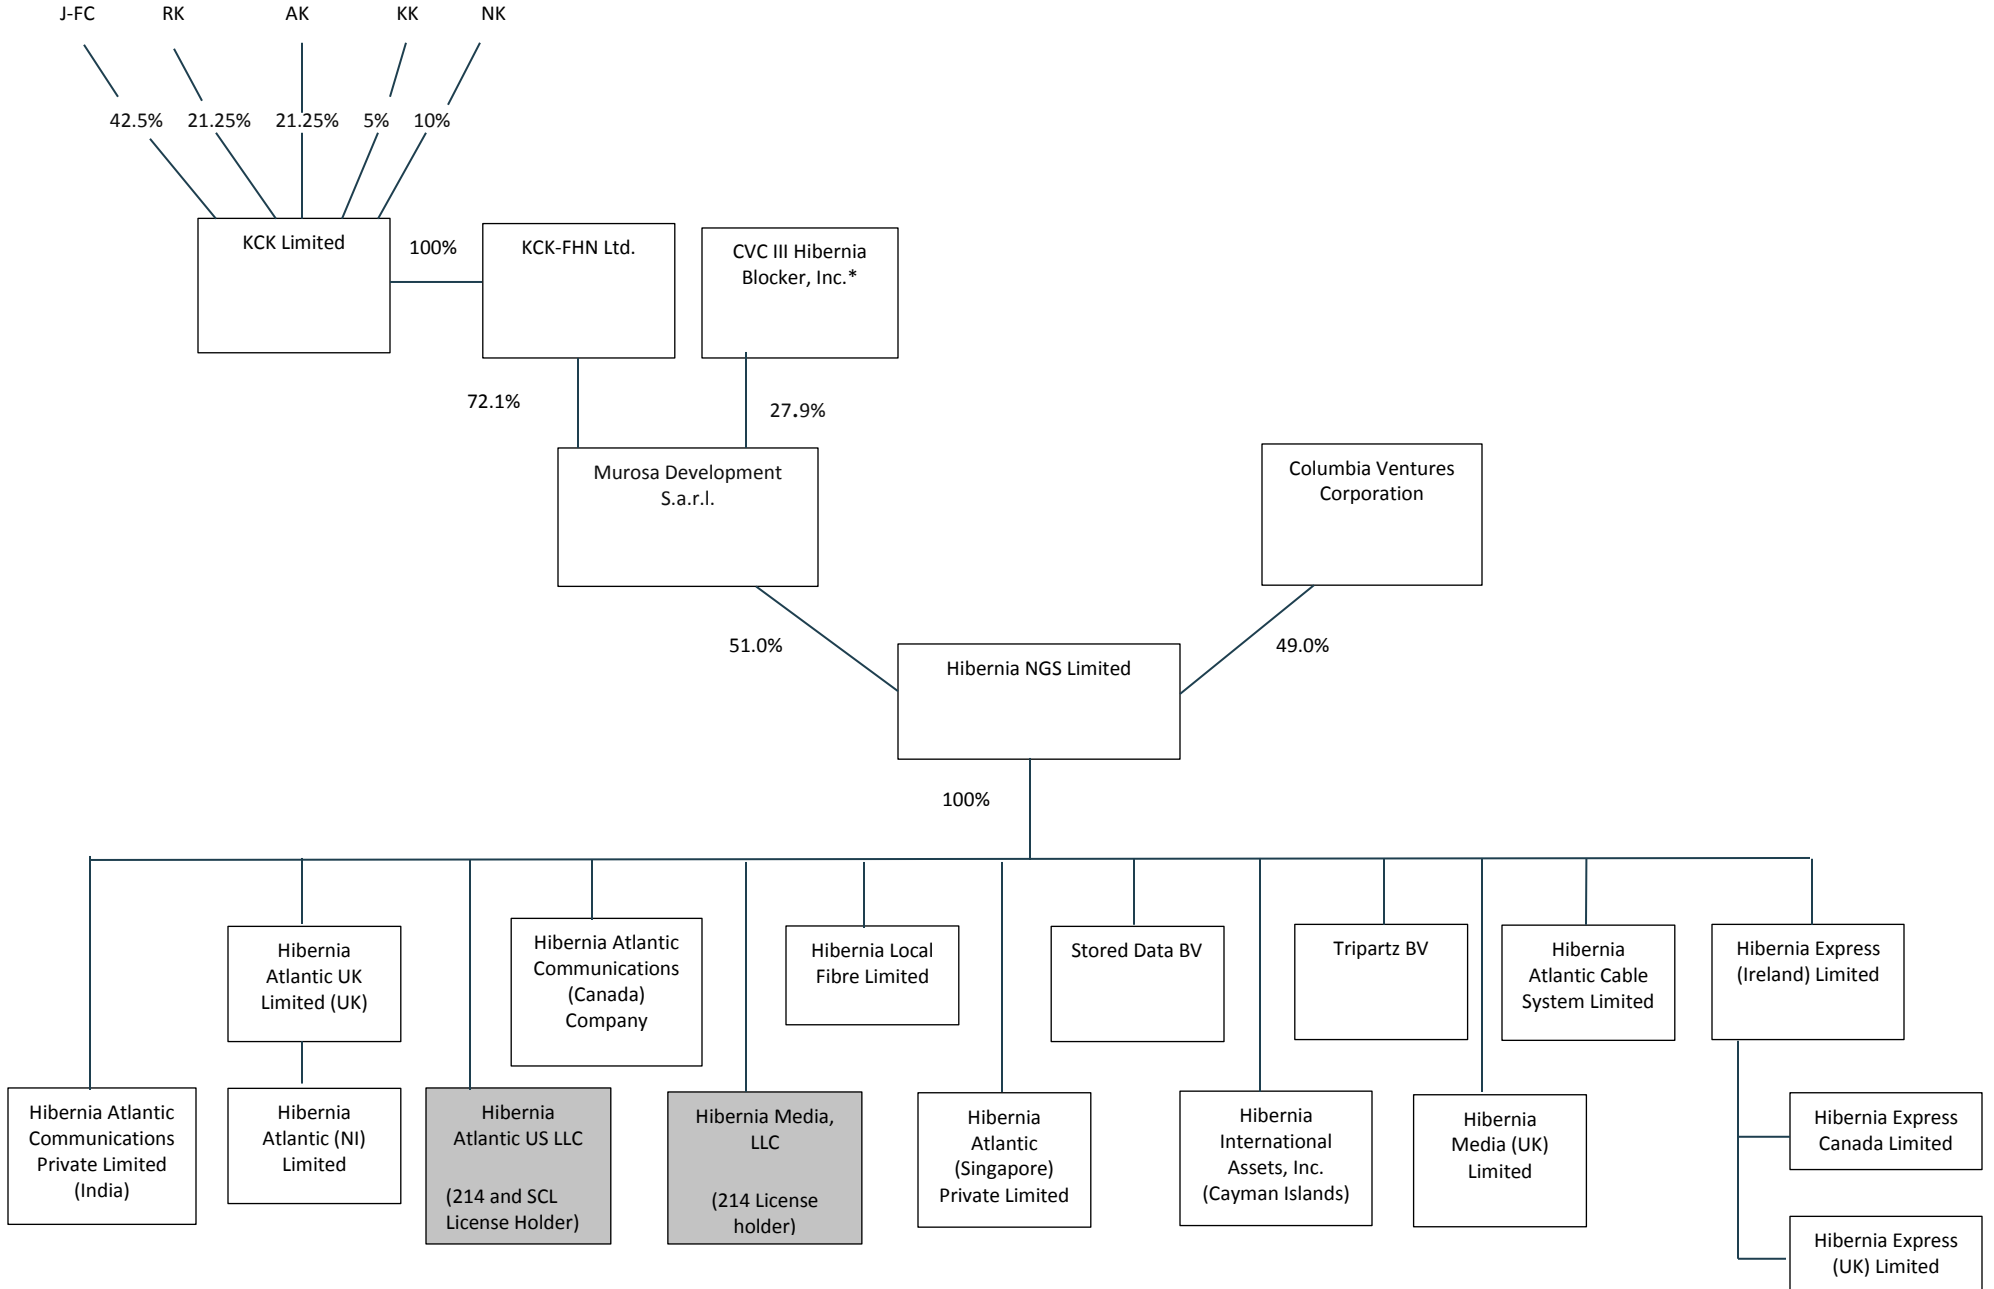 J-FC RK AK KK NK
42.5% 21.25% 21.25% 5% 10%
KCK Limited
100%
KCK-FHN Ltd.
CVC III Hibernia
Blocker, Inc.*
72.1%
27.9%
Murosa Development
S.a.r.l.
Columbia Ventures
Corporation
51.0%
49.0%
Hibernia NGS Limited
100%
Hibernia
Atlantic UK
Limited (UK)
Hibernia Atlantic
Communications
(Canada)
Company
Hibernia Local
Fibre Limited
Stored Data BV
Tripartz BV
Hibernia
Atlantic Cable
System Limited
Hibernia Express
(Ireland) Limited
Hibernia Atlantic
Communications
Private Limited
(India)
Hibernia
Atlantic (NI)
Limited
Hibernia
Atlantic US LLC
(214 and SCL
License Holder)
Hibernia Media,
LLC
(214 License
holder)
Hibernia
Atlantic
(Singapore)
Private Limited
Hibernia
International
Assets, Inc.
(Cayman Islands)
Hibernia
Media (UK)
Limited
Hibernia Express
Canada Limited
Hibernia Express
(UK) Limited